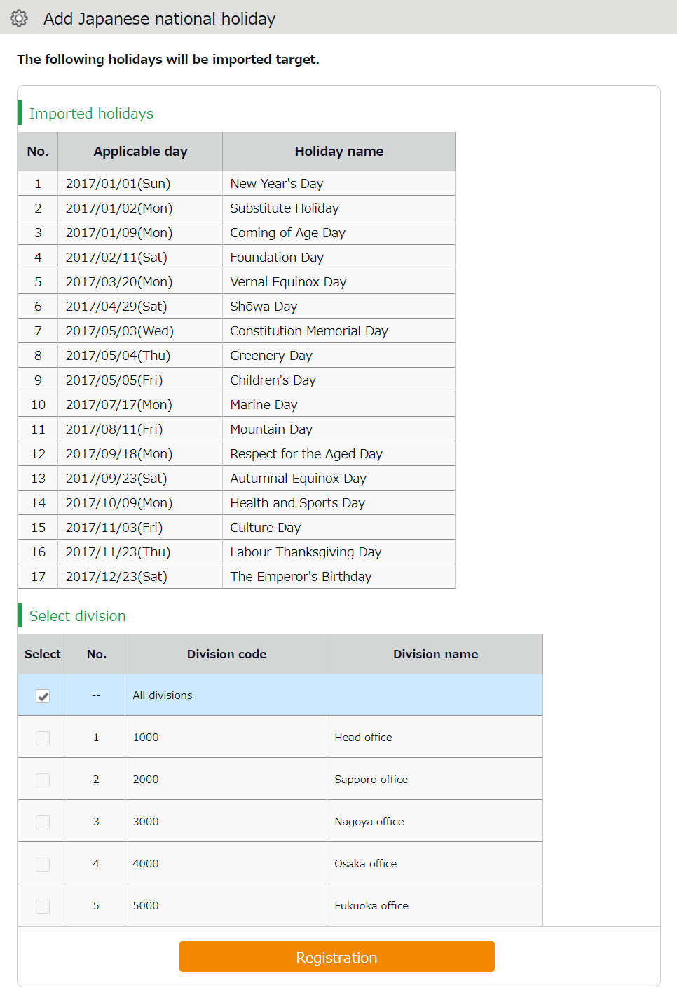 Add Japanese national holiday
The following holidays will be imported target.
Imported holidays
No. Applicable day Holiday name
1 2017/01/01(Sun) New Year's Day
2 2017/01/02(Mon) Substitute Holiday
3 2017/01/09(Mon) Coming of Age Day
4 2017/02/11(Sat) Foundation Day
5 2017/03/20(Mon) Vernal Equinox Day
6 2017/04/29(Sat) Shōwa Day
7 2017/05/03(Wed) Constitution Memorial Day
8 2017/05/04(Thu) Greenery Day
9 2017/05/05(Fri) Children's Day
10 2017/07/17(Mon) Marine Day
11 2017/08/11(Fri) Mountain Day
12 2017/09/18(Mon) Respect for the Aged Day
13 2017/09/23(Sat) Autumnal Equinox Day
14 2017/10/09(Mon) Health and Sports Day
15 2017/11/03(Fri) Culture Day
16 2017/11/23(Thu) Labour Thanksgiving Day
17 2017/12/23(Sat) The Emperor's Birthday
Select division
Select No. Division code Division name
-- All divisions
1 1000 Head office
2 2000 Sapporo office
3 3000 Nagoya office
4 4000 Osaka office
5 5000 Fukuoka office
Registration